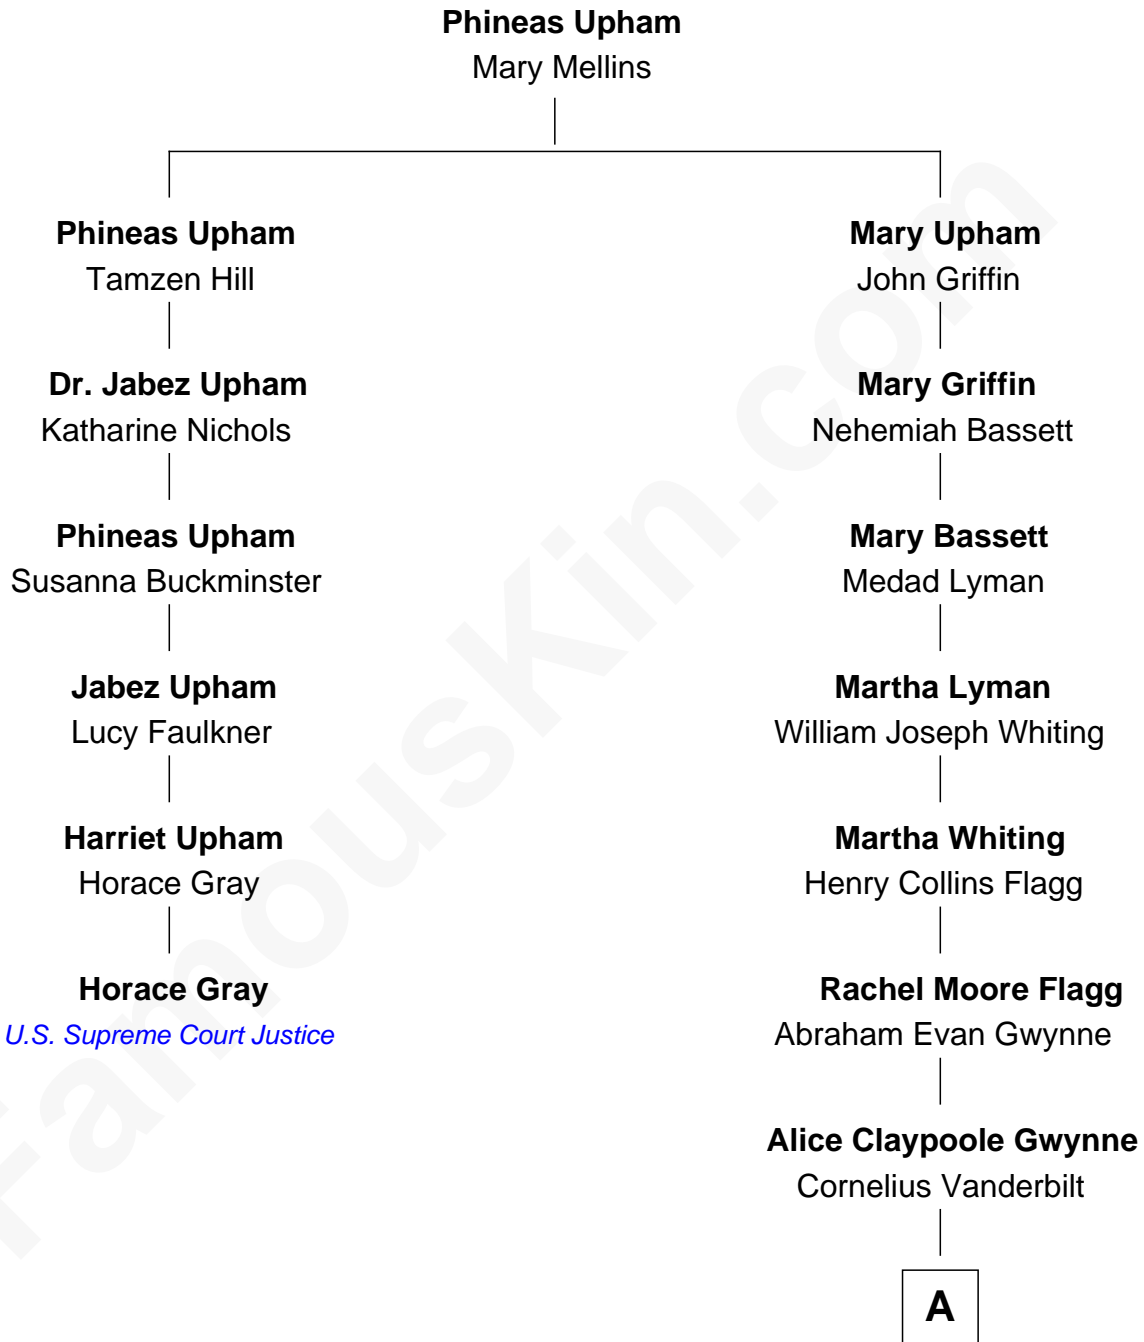 Phineas Upham
Mary Mellins
Phineas Upham
Tamzen Hill
Mary Upham
John Griffin
Dr. Jabez Upham
Katharine Nichols
Mary Griffin
Nehemiah Bassett
Phineas Upham
Susanna Buckminster
Mary Bassett
Medad Lyman
Jabez Upham
Lucy Faulkner
Martha Lyman
William Joseph Whiting
Harriet Upham
Horace Gray
Martha Whiting
Henry Collins Flagg
Horace Gray
U.S. Supreme Court Justice
Rachel Moore Flagg
Abraham Evan Gwynne
Alice Claypoole Gwynne
Cornelius Vanderbilt
A
FamousKin.com